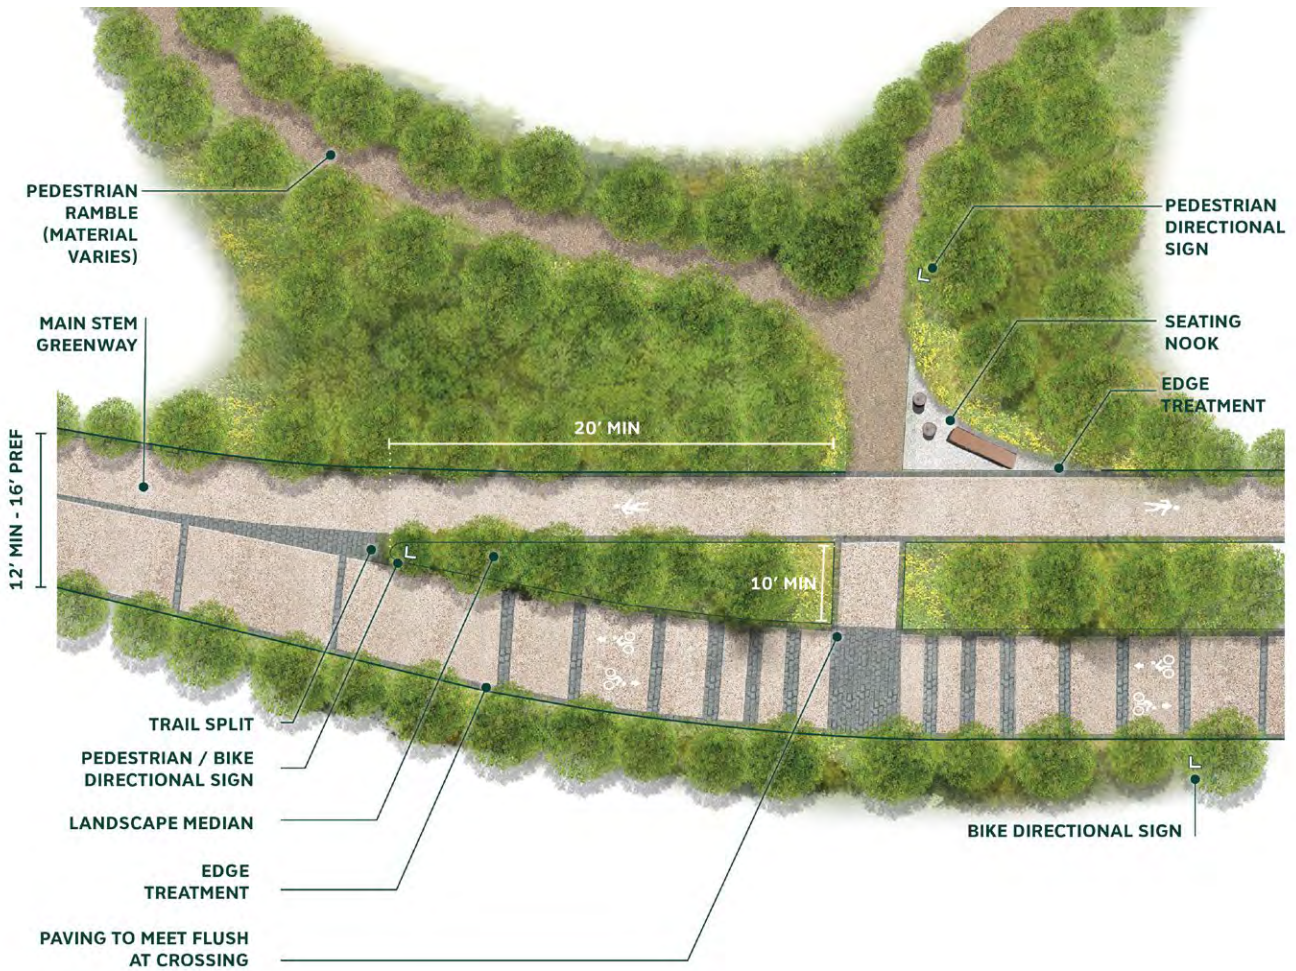 PEDESTRIAN
RAMBLE
(MATERIAL
VARIES)
MAIN STEM
GREENWAY
12' MIN - 16' PREF
20' MIN
10' MIN
PEDESTRIAN
DIRECTIONAL
SIGN
SEATING
NOOK
EDGE
TREATMENT
TRAIL SPLIT
PEDESTRIAN / BIKE
DIRECTIONAL SIGN
LANDSCAPE MEDIAN
EDGE
TREATMENT
PAVING TO MEET FLUSH
AT CROSSING
BIKE DIRECTIONAL SIGN